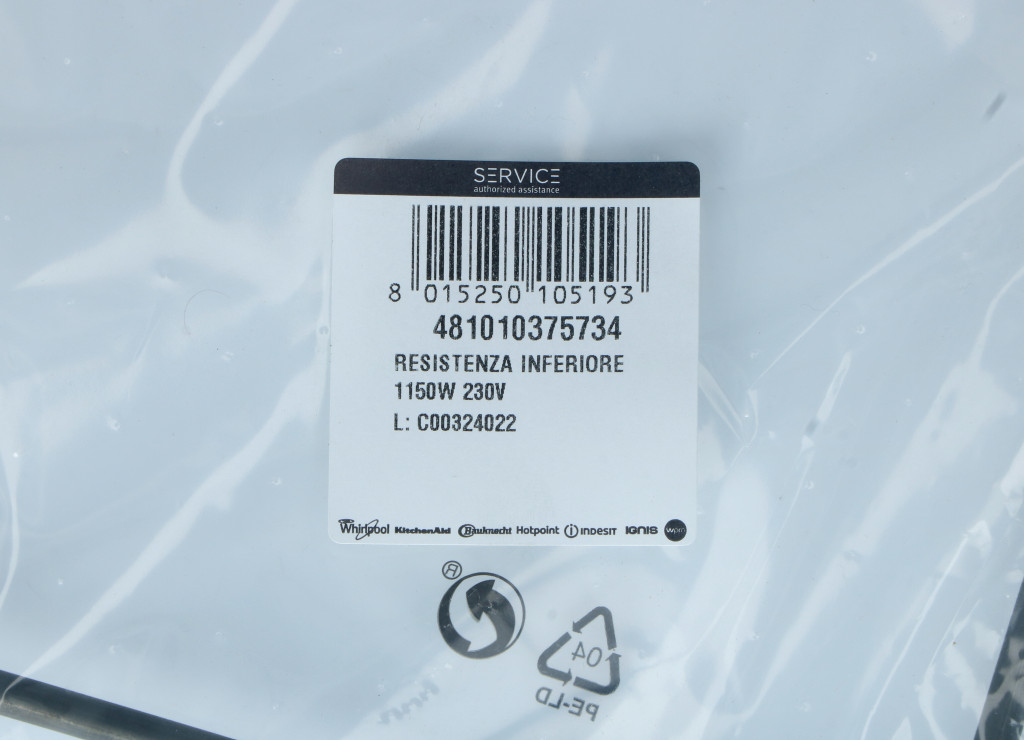 SERVICE
authorized assistance
8 015250 105193
481010375734
RESISTENZA INFERIORE
1150W 230V
L: C00324022
Whirlpool KitchenAid Bauknecht Hotpoint indesit IGNIS wpro
®
04
PE-LD